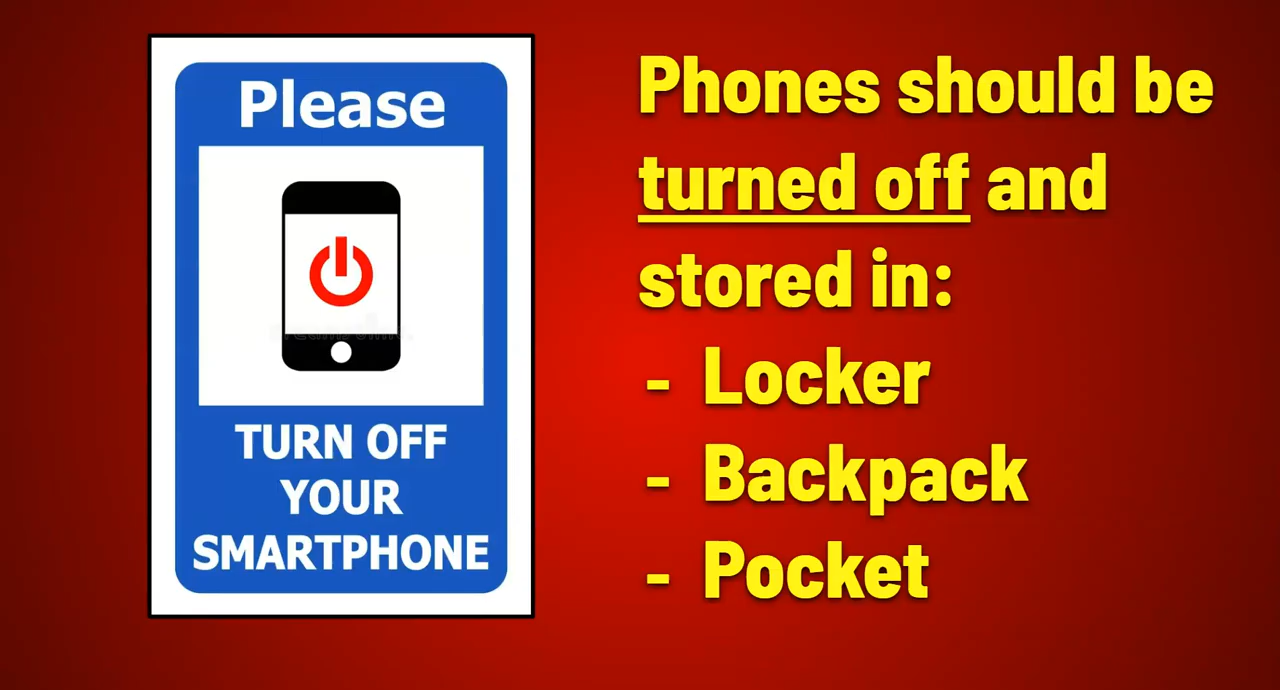 Please
TURN OFF
YOUR
SMARTPHONE
Phones should be
turned off and
stored in:
- Locker
- Backpack
- Pocket